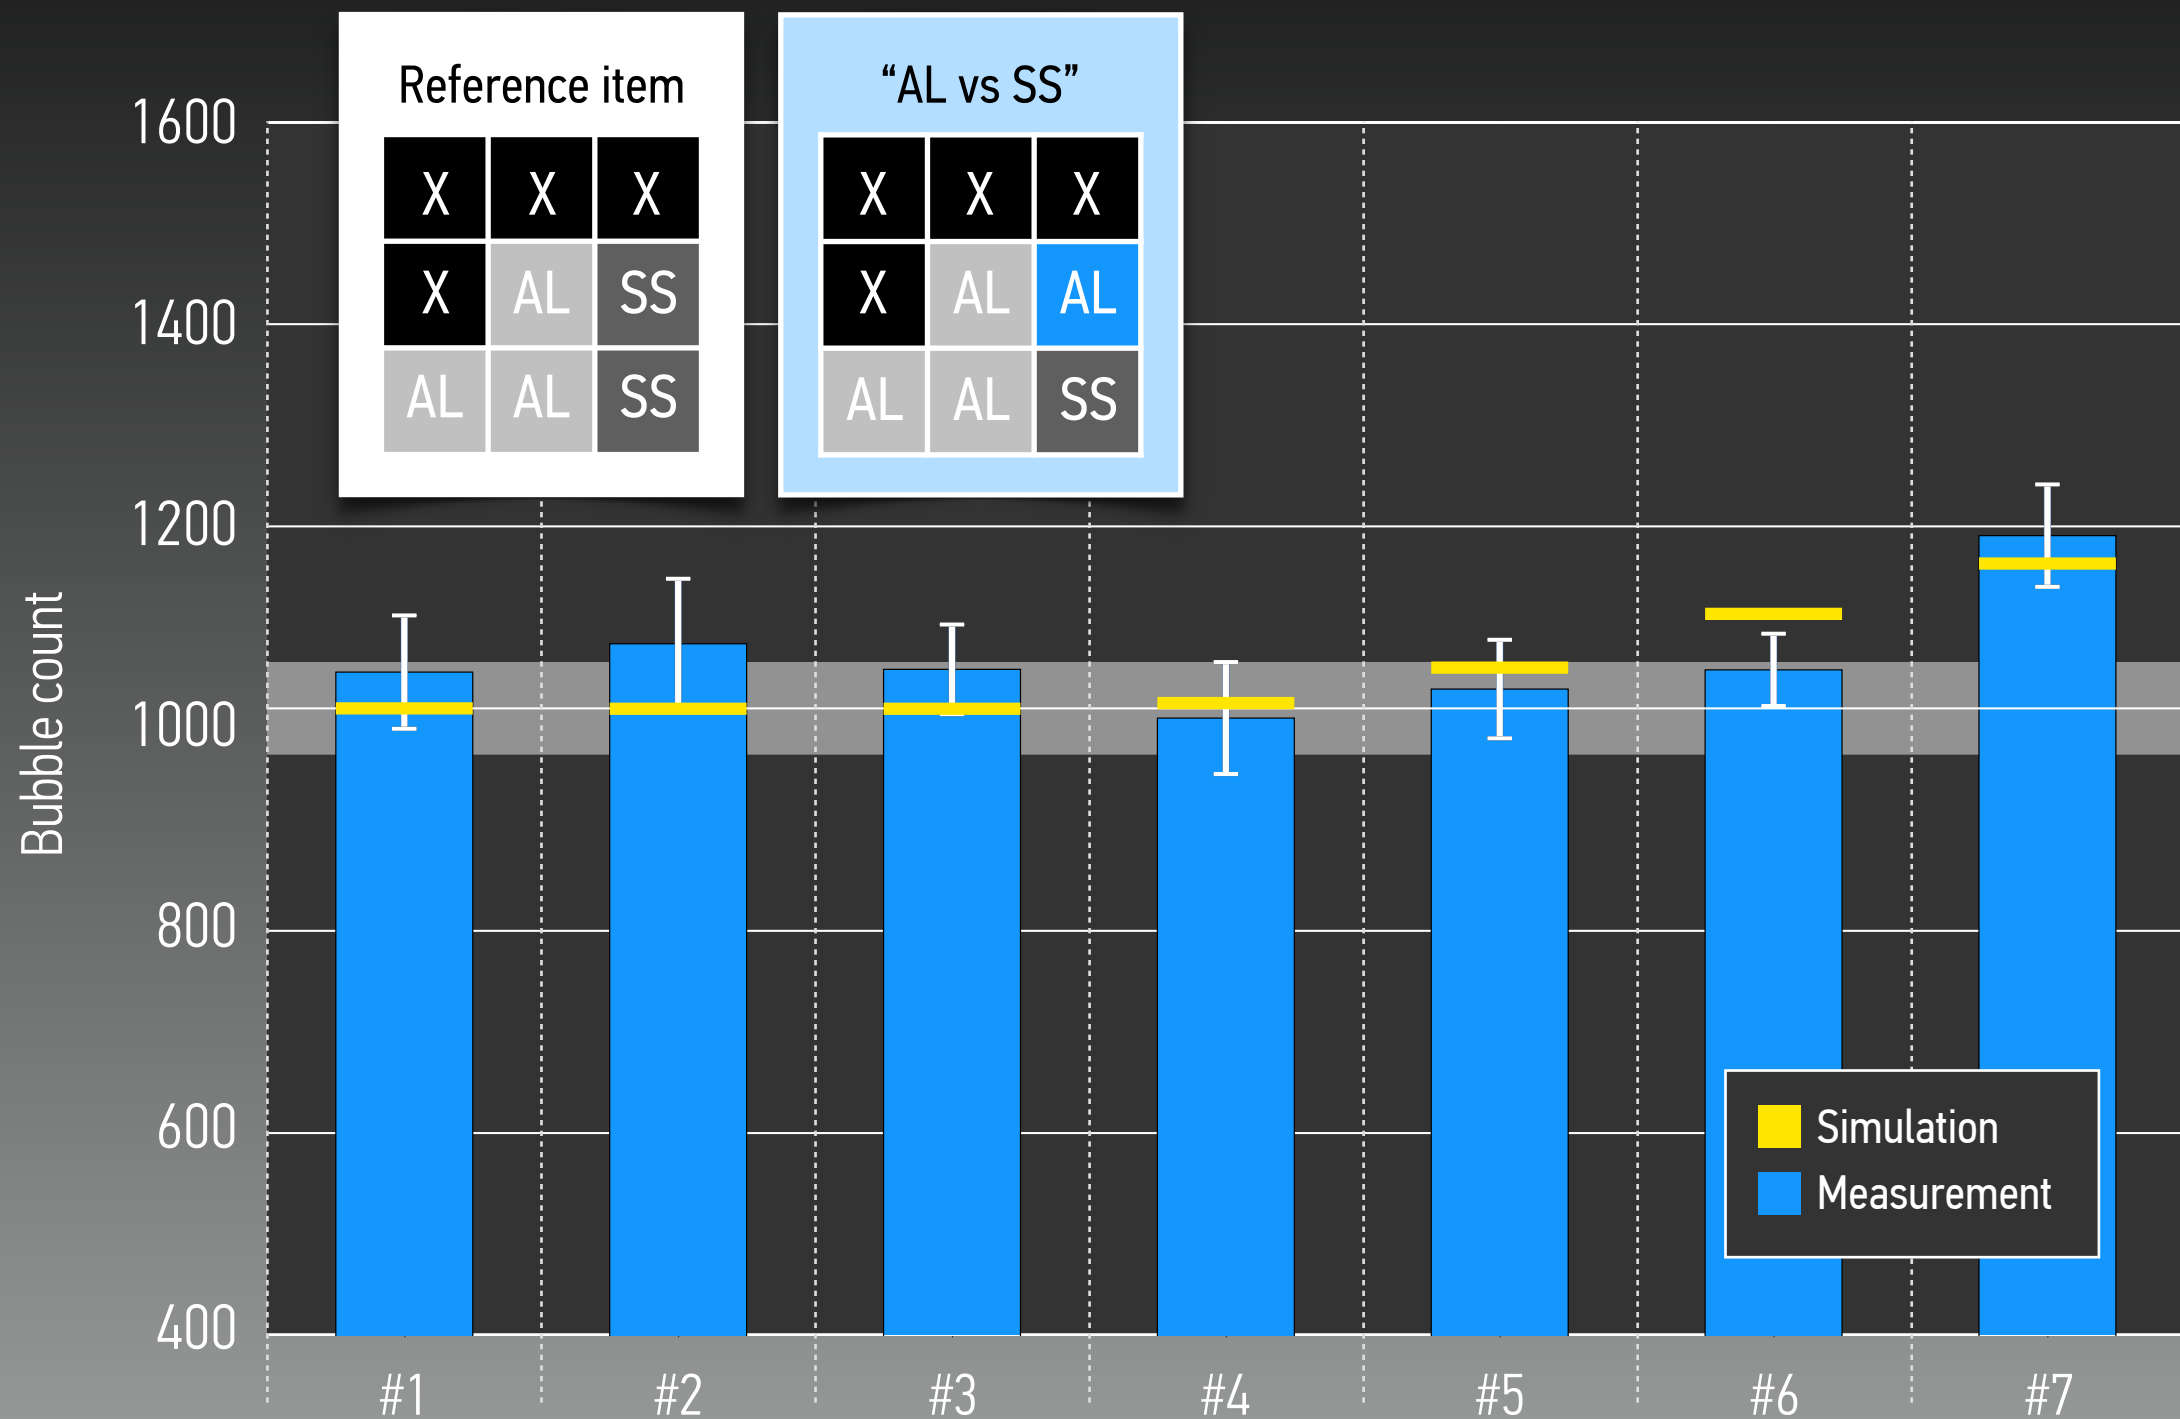 Reference item
X X X
X AL SS
AL AL SS
“AL vs SS”
X X X
X AL AL
AL AL SS
Bubble count
1600
1400
1200
1000
800
600
400
Simulation
Measurement
#1 #2 #3 #4 #5 #6 #7